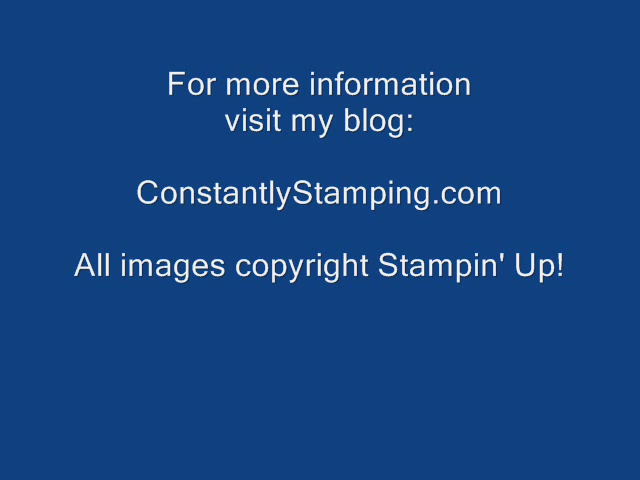 For more information
visit my blog:
ConstantlyStamping.com
All images copyright Stampin' Up!